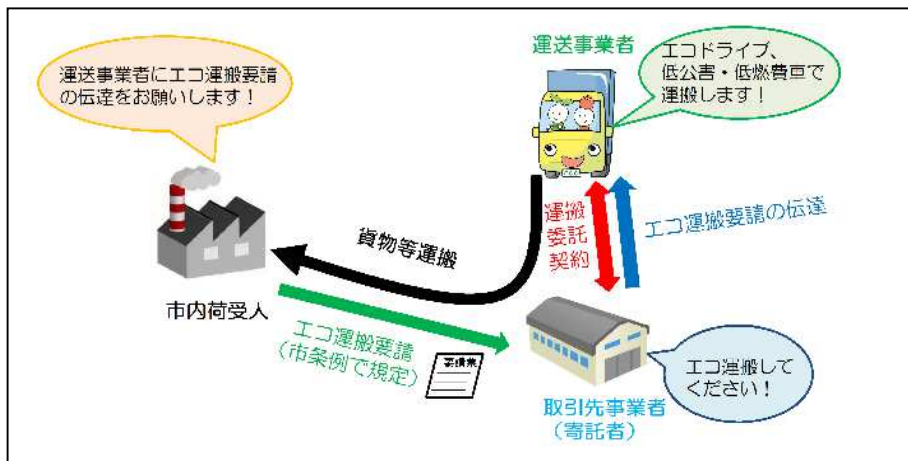 運送事業者
運送事業者にエコ運搬要請
の伝達をお願いします！
エコドライブ、
低公害・低燃費車で
運搬します！
運搬
委託
契約
エコ運搬要請の伝達
貨物等運搬
市内荷受人
エコ運搬要請
（市条例で規定）
要請業
エコ運搬して
ください！
取引先事業者
（寄託者）